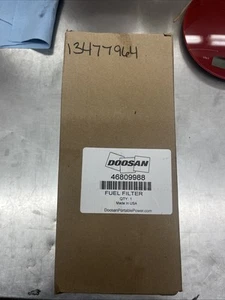 13477964
DOOSAN
46809988
FUEL FILTER
QTY: 1
Made in USA
DoosanPortablePower.com